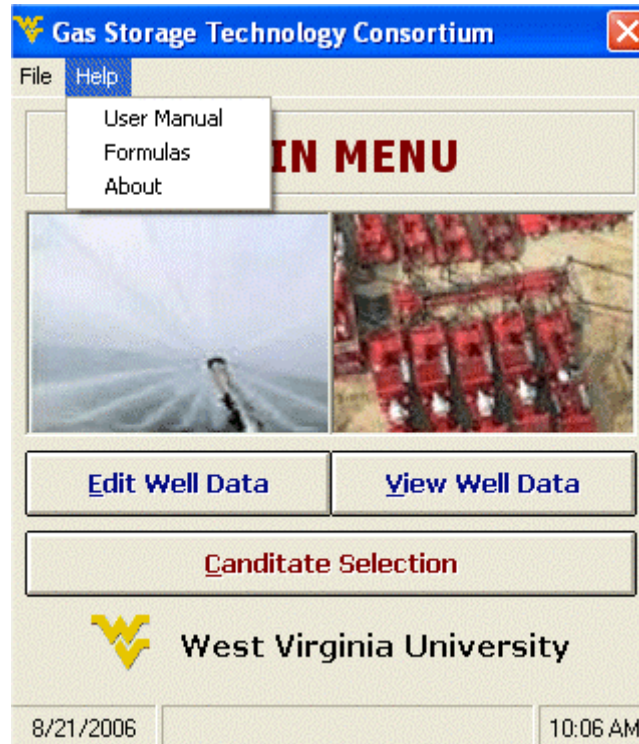 Gas Storage Technology Consortium
File Help
User Manual
Formulas
About
IN MENU
Edit Well Data View Well Data
Canditate Selection
West Virginia University
8/21/2006 10:06 AM